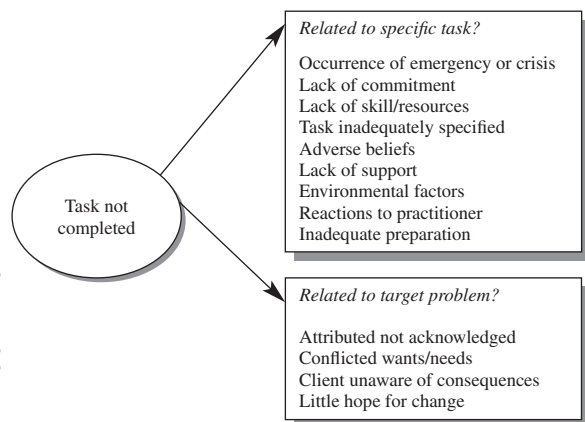 Related to specific task?
Occurrence of emergency or crisis
Lack of commitment
Lack of skill/resources
Task inadequately specified
Adverse beliefs
Lack of support
Environmental factors
Reactions to practitioner
Inadequate preparation
Task not
completed
Related to target problem?
Attributed not acknowledged
Conflicted wants/needs
Client unaware of consequences
Little hope for change